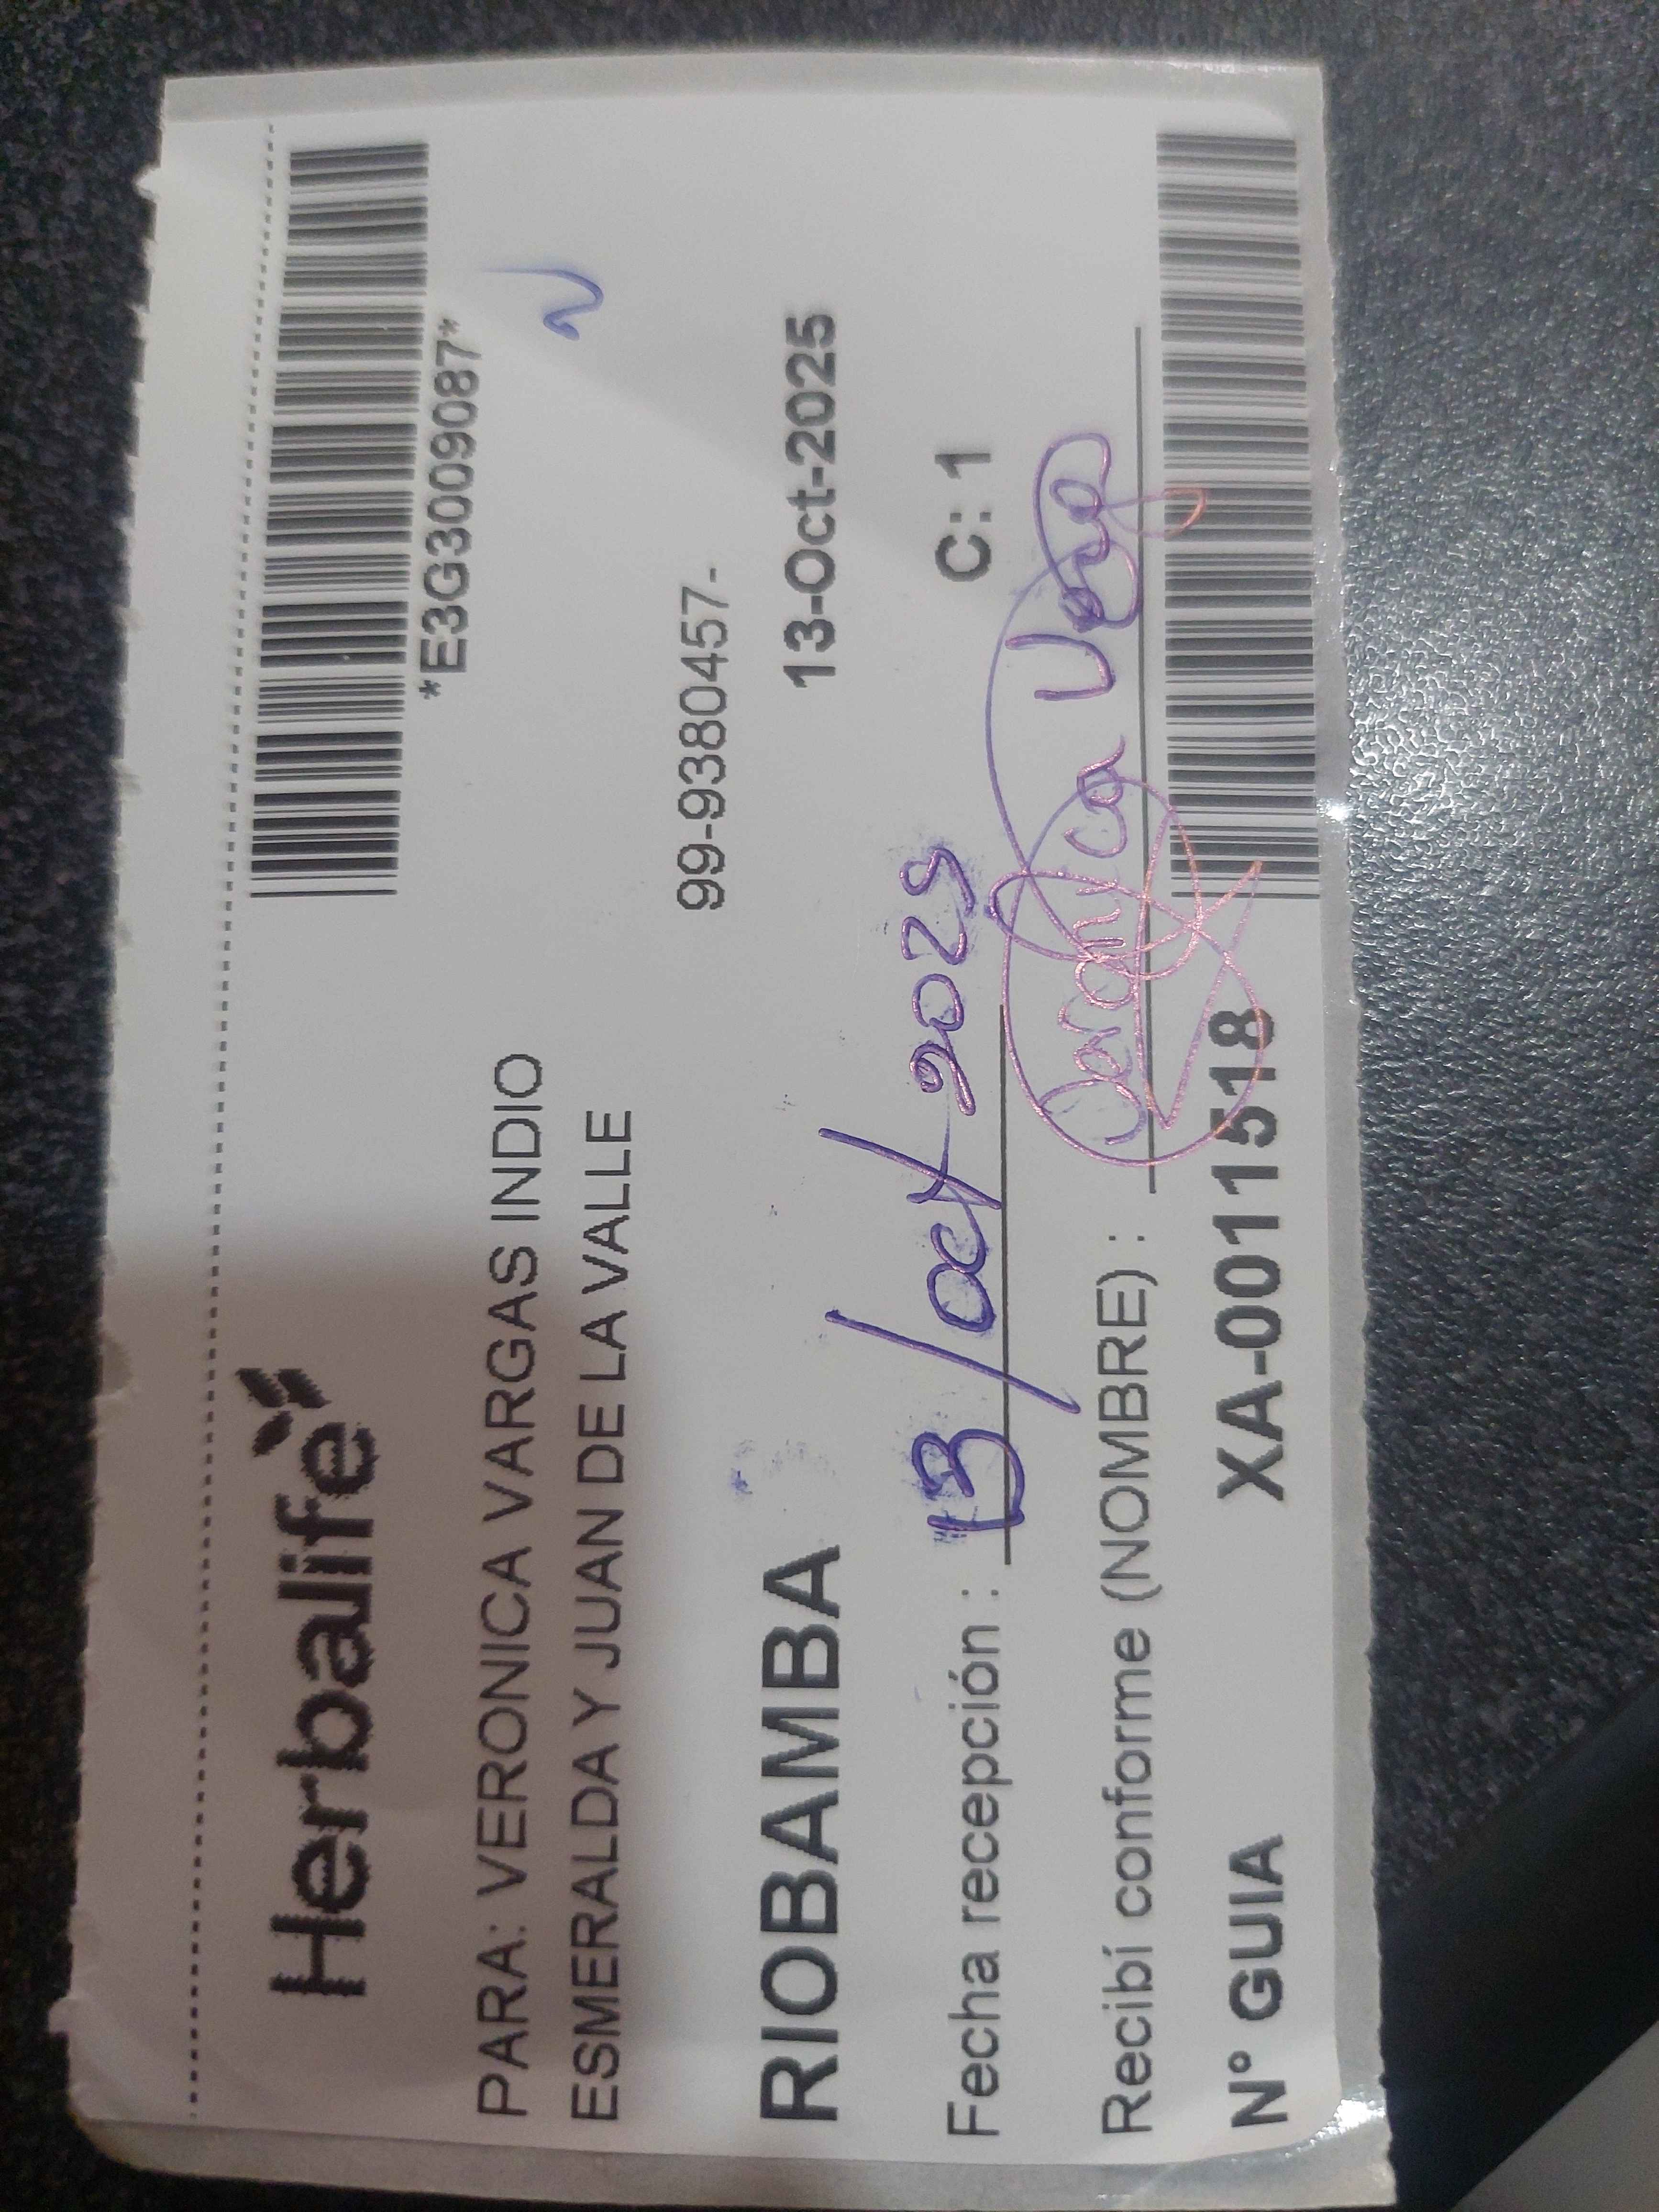 Herbalife
*E3G3009087*
PARA: VERONICA VARGAS INDIO
ESMERALDA Y JUAN DE LA VALLE
99-9380457-
RIOBAMBA 13-Oct-2025
Fecha recepción : 13/oct/2025 C: 1
Recibí conforme (NOMBRE) :
N° GUIA XA-0011518